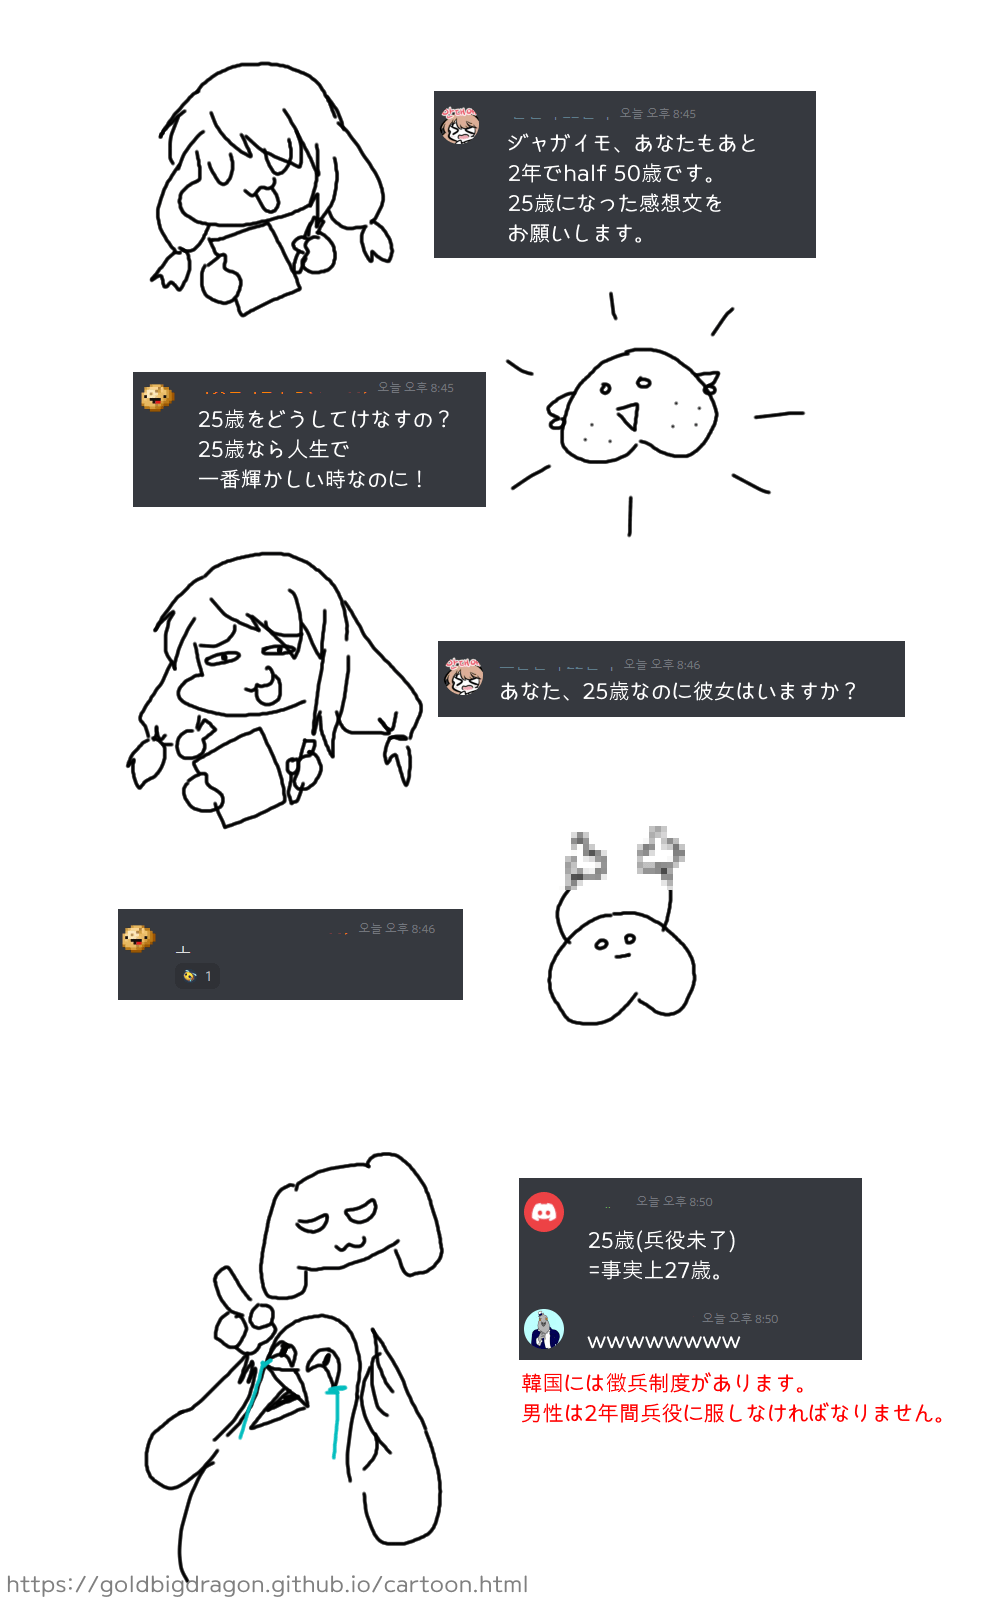 오늘 오후 8:45
ジャガイモ、あなたもあと
2年でhalf 50歳です。
25歳になった感想文を
お願いします。
오늘 오후 8:45
25歳をどうしてけなすの？
25歳なら人生で
一番輝かしい時なのに！
오늘 오후 8:46
あなた、25歳なのに彼女はいますか？
오늘 오후 8:46
ㅗ
1
오늘 오후 8:50
25歳(兵役未了)
=事実上27歳。
오늘 오후 8:50
wwwwwwww
韓国には徴兵制度があります。
男性は2年間兵役に服しなければなりません。
https://goldbigdragon.github.io/cartoon.html